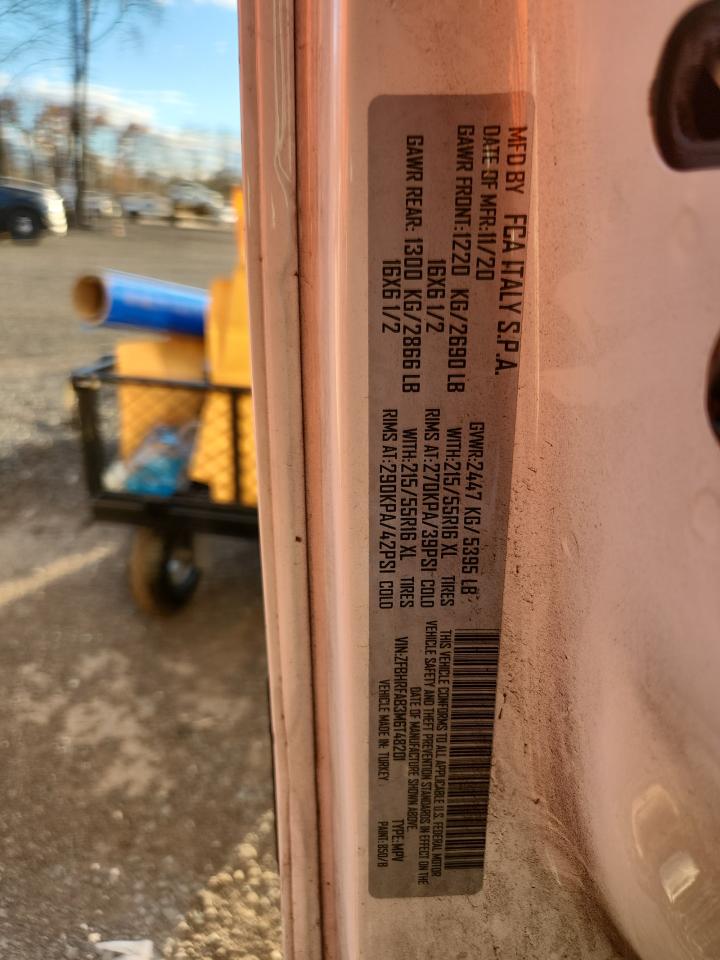 MFD BY FCA ITALY S.P.A.
DATE OF MFR:11/20 GVWR:2447 KG/5395 LB
GAWR FRONT:1220 KG/2690 LB WITH:215/55R16 XL TIRES
16X6 1/2 RIMS AT:270KPA/39PSI COLD
GAWR REAR: 1300 KG/2866 LB WITH:215/55R16 XL TIRES
16X6 1/2 RIMS AT:290KPA/42PSI COLD
THIS VEHICLE CONFORMS TO ALL APPLICABLE U.S. FEDERAL MOTOR
VEHICLE SAFETY AND THEFT PREVENTION STANDARDS IN EFFECT ON THE
DATE OF MANUFACTURE SHOWN ABOVE.
VIN:ZFBHRFAB3M6T48201 TYPE:MPV
VEHICLE MADE IN: TURKEY PAINT: 850/B